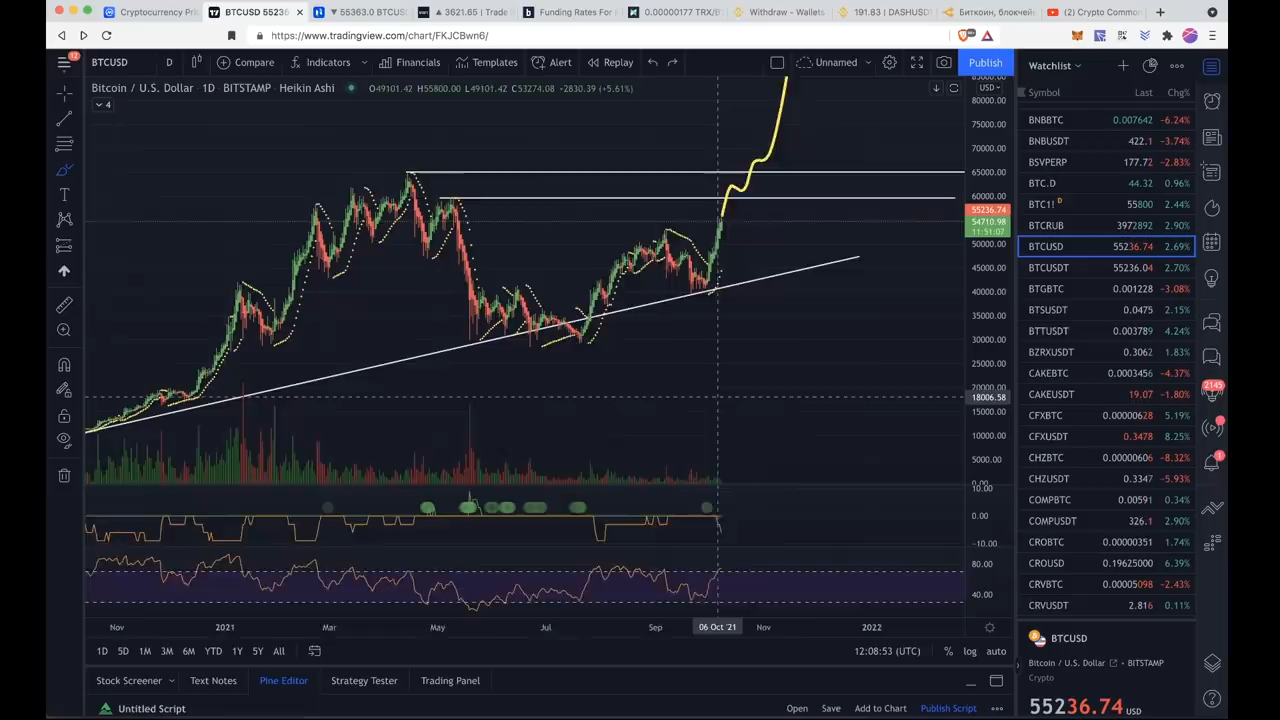 Cryptocurrency Pric
BTCUSD 55236
55363.0 BTCUSD
3621.65 | Trade
Funding Rates For
0.00000177 TRX/B
Withdraw - Wallets
191.83 | DASHUSD
Биткоин, блокчейн
(2) Crypto Commo
https://www.tradingview.com/chart/FKJCBwn6/
12
BTCUSD
D
Compare
Indicators
Financials
Templates
Alert
Replay
Unnamed
Publish
Watchlist
Bitcoin / U.S. Dollar · 1D · BITSTAMP · Heikin Ashi
O49101.42 H55800.00 L49101.42 C53274.08 −2830.39 (+5.61%)
USD
4
85000.00
80000.00
75000.00
70000.00
65000.00
60000.00
55236.74
54710.98
11:51:07
50000.00
45000.00
40000.00
35000.00
30000.00
25000.00
20000.00
18006.58
15000.00
10000.00
5000.00
0.00
10.00
0.00
−10.00
80.00
40.00
Nov
2021
Mar
May
Jul
Sep
06 Oct '21
Nov
2022
1D 5D 1M 3M 6M YTD 1Y 5Y All
12:08:53 (UTC)
% log auto
Stock Screener
Text Notes
Pine Editor
Strategy Tester
Trading Panel
Untitled Script
Open Save Add to Chart Publish Script
Symbol Last Chg%
BNBBTC 0.007642 −6.24%
BNBUSDT 422.1 −3.74%
BSVPERP 177.72 −2.83%
BTC.D 44.32 0.96%
BTC1! D 55800 2.44%
BTCRUB 3972892 2.90%
BTCUSD 55236.74 2.69%
BTCUSDT 55236.04 2.70%
BTGBTC 0.001228 −3.08%
BTSUSDT 0.0475 2.15%
BTTUSDT 0.003789 4.24%
BZRXUSDT 0.3062 1.83%
CAKEBTC 0.0003456 −4.37%
CAKEUSDT 19.07 −1.80%
CFXBTC 0.00000628 5.19%
CFXUSDT 0.3478 8.25%
CHZBTC 0.00000606 −8.32%
CHZUSDT 0.3347 −5.93%
COMPBTC 0.00591 0.34%
COMPUSDT 326.1 2.90%
CROBTC 0.00000351 1.74%
CROUSD 0.19625000 6.39%
CRVBTC 0.00005098 −2.43%
CRVUSDT 2.816 0.11%
BTCUSD
Bitcoin / U.S. Dollar · BITSTAMP
Crypto
55236.74 USD
2145
1